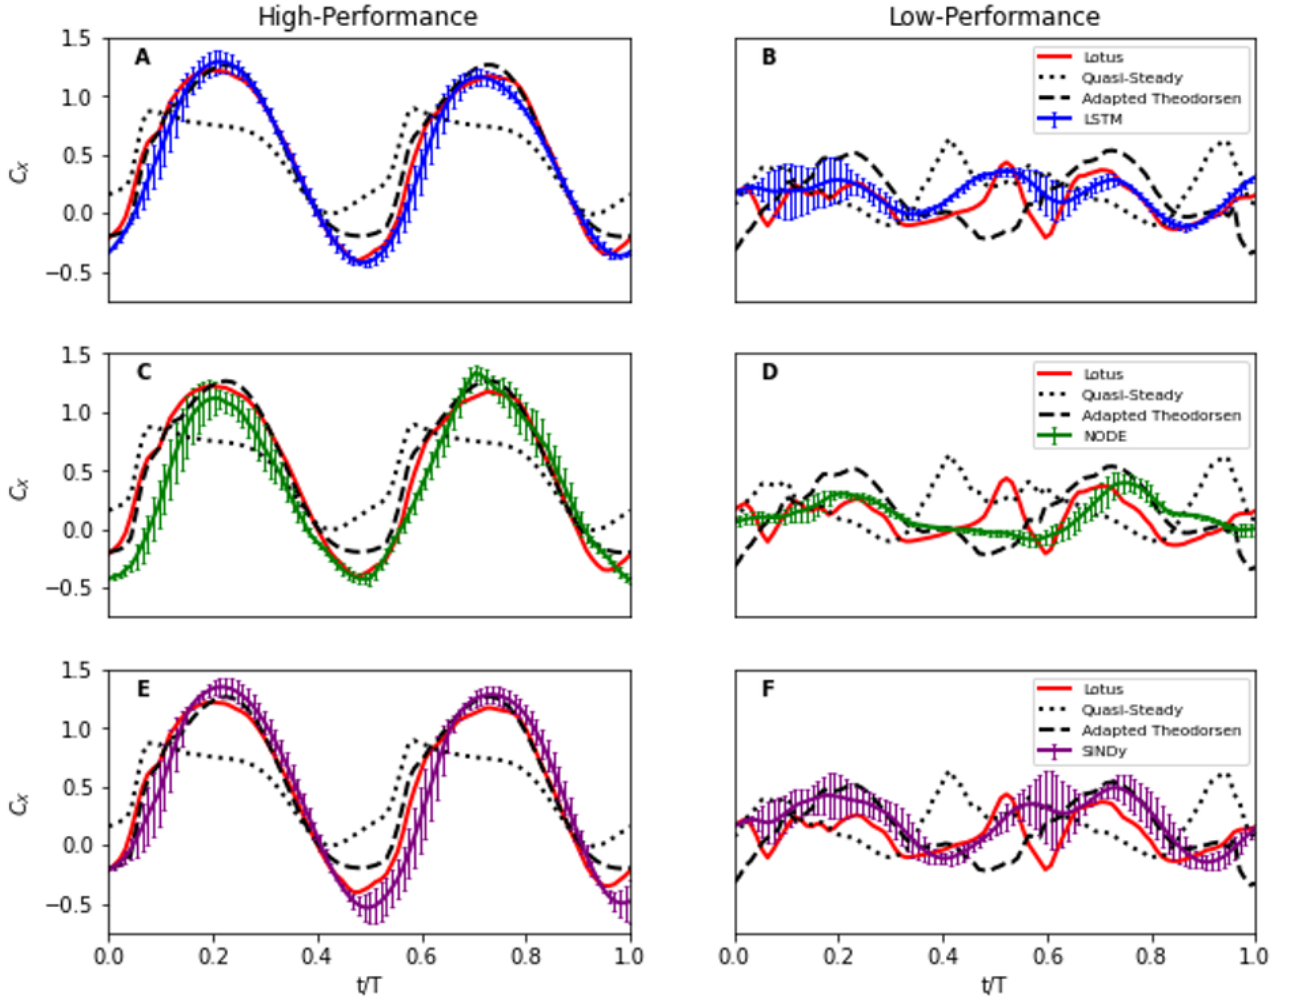 High-Performance
Low-Performance
A
B
1.5
1.0
0.5
0.0
−0.5
Cx
Lotus
Quasi-Steady
Adapted Theodorsen
LSTM
C
D
1.5
1.0
0.5
0.0
−0.5
Cx
Lotus
Quasi-Steady
Adapted Theodorsen
NODE
E
F
1.5
1.0
0.5
0.0
−0.5
Cx
Lotus
Quasi-Steady
Adapted Theodorsen
SINDy
0.0 0.2 0.4 0.6 0.8 1.0
0.0 0.2 0.4 0.6 0.8 1.0
t/T
t/T